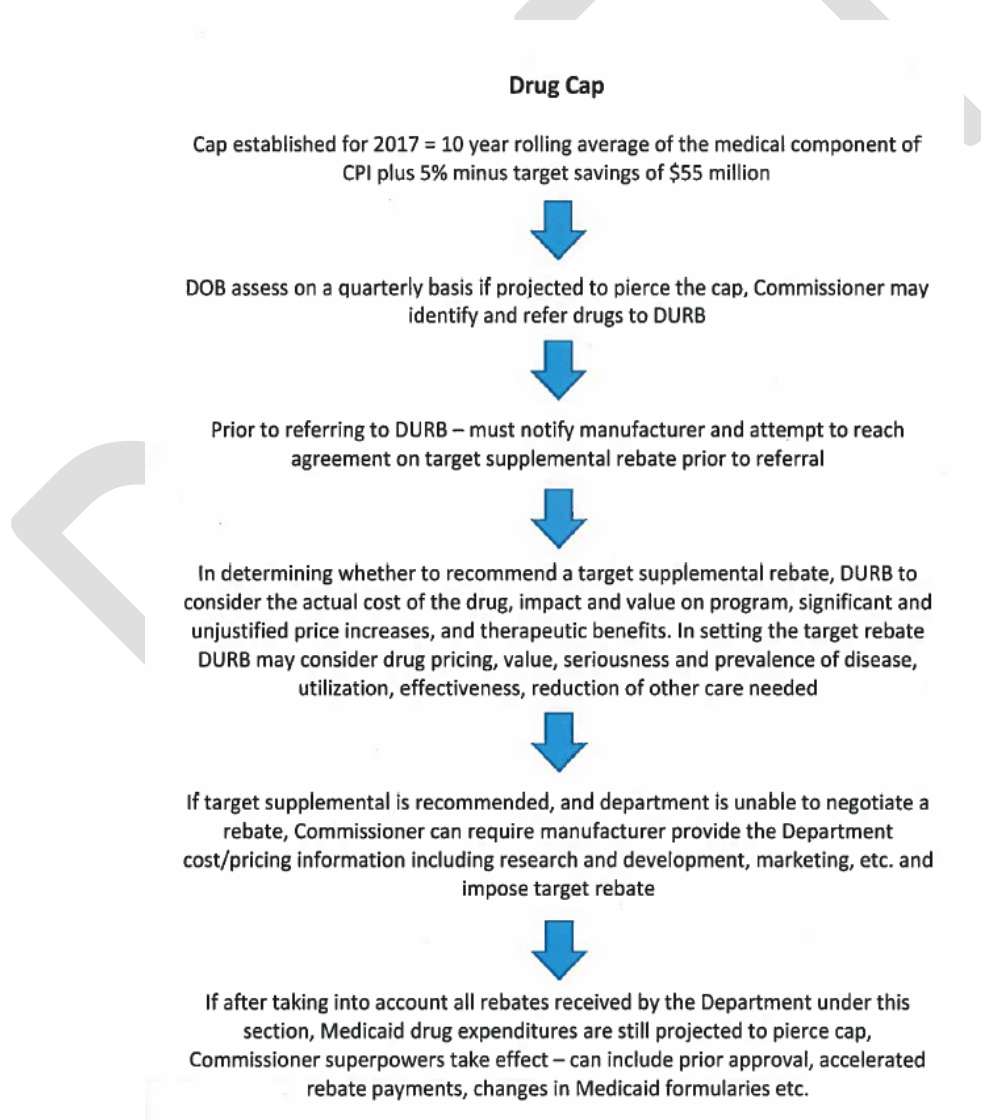 Drug Cap
Cap established for 2017 = 10 year rolling average of the medical component of
CPI plus 5% minus target savings of $55 million
DOB assess on a quarterly basis if projected to pierce the cap, Commissioner may
identify and refer drugs to DURB
Prior to referring to DURB – must notify manufacturer and attempt to reach
agreement on target supplemental rebate prior to referral
In determining whether to recommend a target supplemental rebate, DURB to
consider the actual cost of the drug, impact and value on program, significant and
unjustified price increases, and therapeutic benefits. In setting the target rebate
DURB may consider drug pricing, value, seriousness and prevalence of disease,
utilization, effectiveness, reduction of other care needed
If target supplemental is recommended, and department is unable to negotiate a
rebate, Commissioner can require manufacturer provide the Department
cost/pricing information including research and development, marketing, etc. and
impose target rebate
If after taking into account all rebates received by the Department under this
section, Medicaid drug expenditures are still projected to pierce cap,
Commissioner superpowers take effect – can include prior approval, accelerated
rebate payments, changes in Medicaid formularies etc.